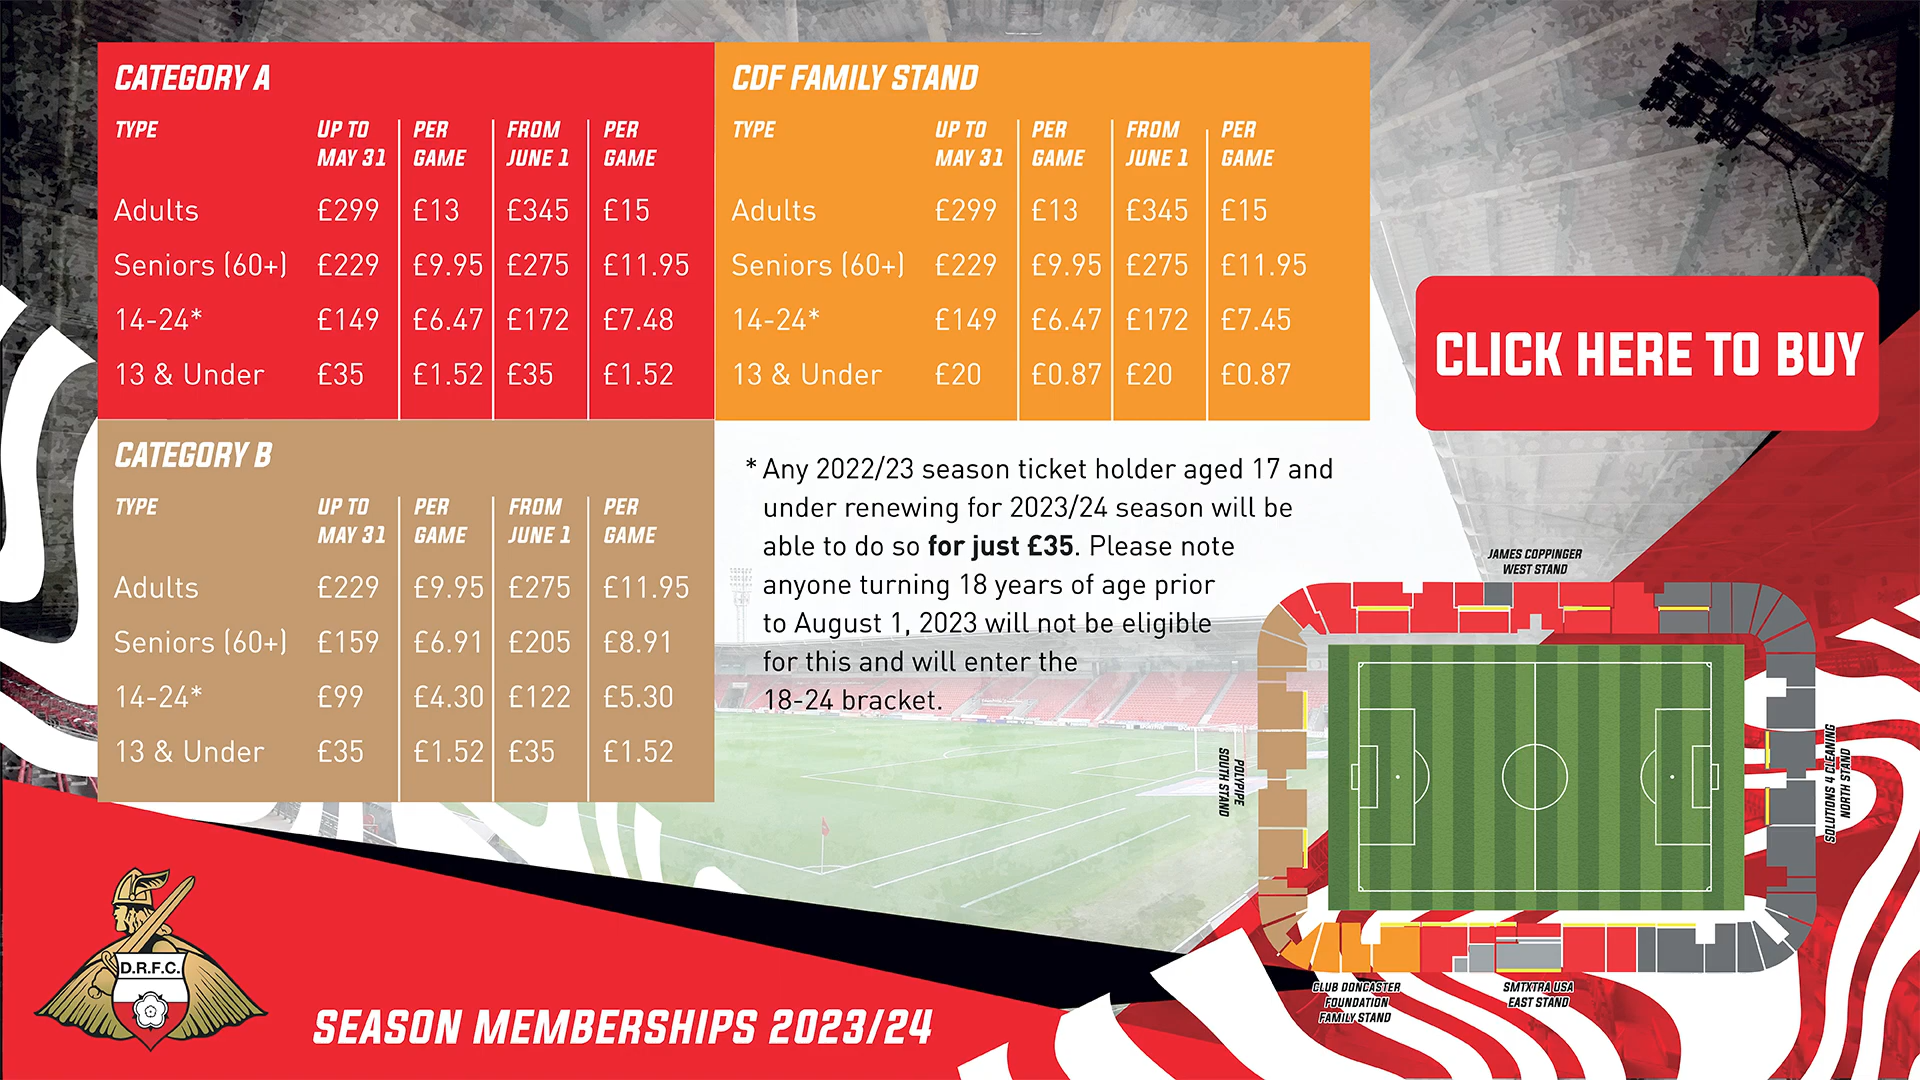 CATEGORY A
TYPE UP TO MAY 31 PER GAME FROM JUNE 1 PER GAME
Adults £299 £13 £345 £15
Seniors (60+) £229 £9.95 £275 £11.95
14-24* £149 £6.47 £172 £7.48
13 & Under £35 £1.52 £35 £1.52
CDF FAMILY STAND
TYPE UP TO MAY 31 PER GAME FROM JUNE 1 PER GAME
Adults £299 £13 £345 £15
Seniors (60+) £229 £9.95 £275 £11.95
14-24* £149 £6.47 £172 £7.45
13 & Under £20 £0.87 £20 £0.87
CLICK HERE TO BUY
CATEGORY B
TYPE UP TO MAY 31 PER GAME FROM JUNE 1 PER GAME
Adults £229 £9.95 £275 £11.95
Seniors (60+) £159 £6.91 £205 £8.91
14-24* £99 £4.30 £122 £5.30
13 & Under £35 £1.52 £35 £1.52
* Any 2022/23 season ticket holder aged 17 and
under renewing for 2023/24 season will be
able to do so for just £35. Please note
anyone turning 18 years of age prior
to August 1, 2023 will not be eligible
for this and will enter the
18-24 bracket.
JAMES COPPINGER
WEST STAND
POLYPIPE
SOUTH STAND
SOLUTIONS 4 CLEANING
NORTH STAND
CLUB DONCASTER
FOUNDATION
FAMILY STAND
SMTXTRA USA
EAST STAND
D.R.F.C.
SEASON MEMBERSHIPS 2023/24